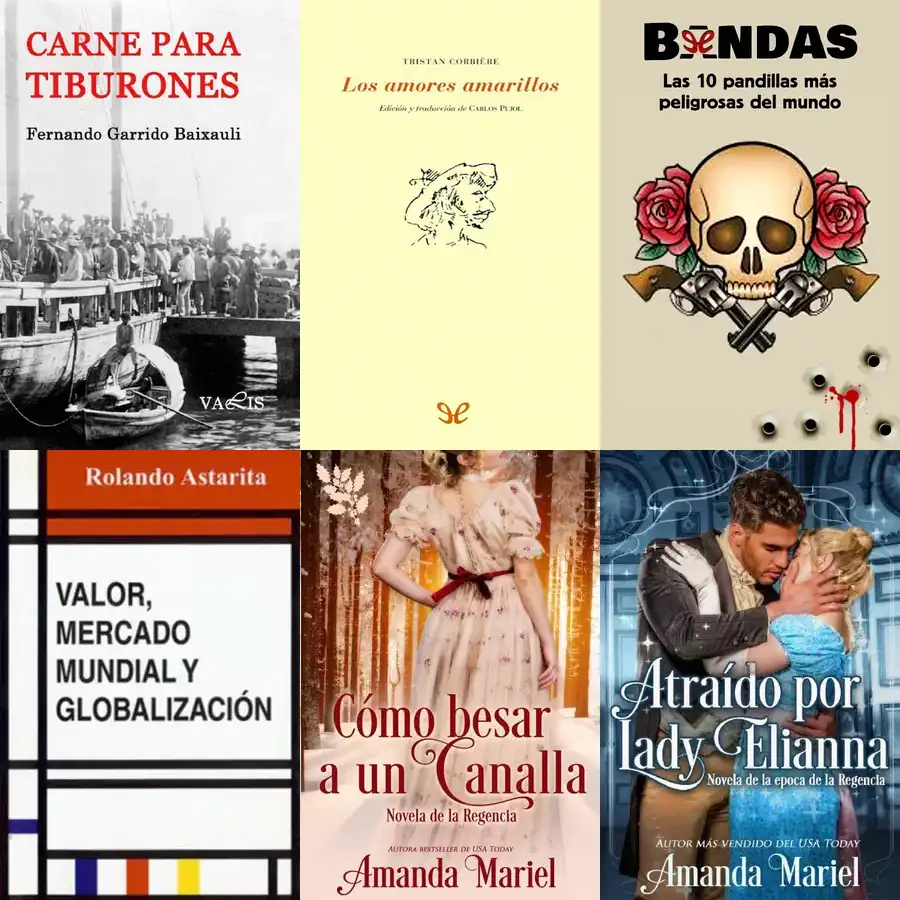 CARNE PARA
TIBURONES
Fernando Garrido Baixauli
VALIS
TRISTAN CORBIÈRE
Los amores amarillos
Edición y traducción de CARLOS PUJOL
BANDAS
Las 10 pandillas más
peligrosas del mundo
Rolando Astarita
VALOR,
MERCADO
MUNDIAL Y
GLOBALIZACIÓN
Cómo besar
a un Canalla
Novela de la Regencia
AUTORA BESTSELLER DE USA TODAY
Amanda Mariel
Atraído por
Lady Elianna
Novela de la epoca de la Regencia
AUTOR MÁS VENDIDO DEL USA TODAY
Amanda Mariel